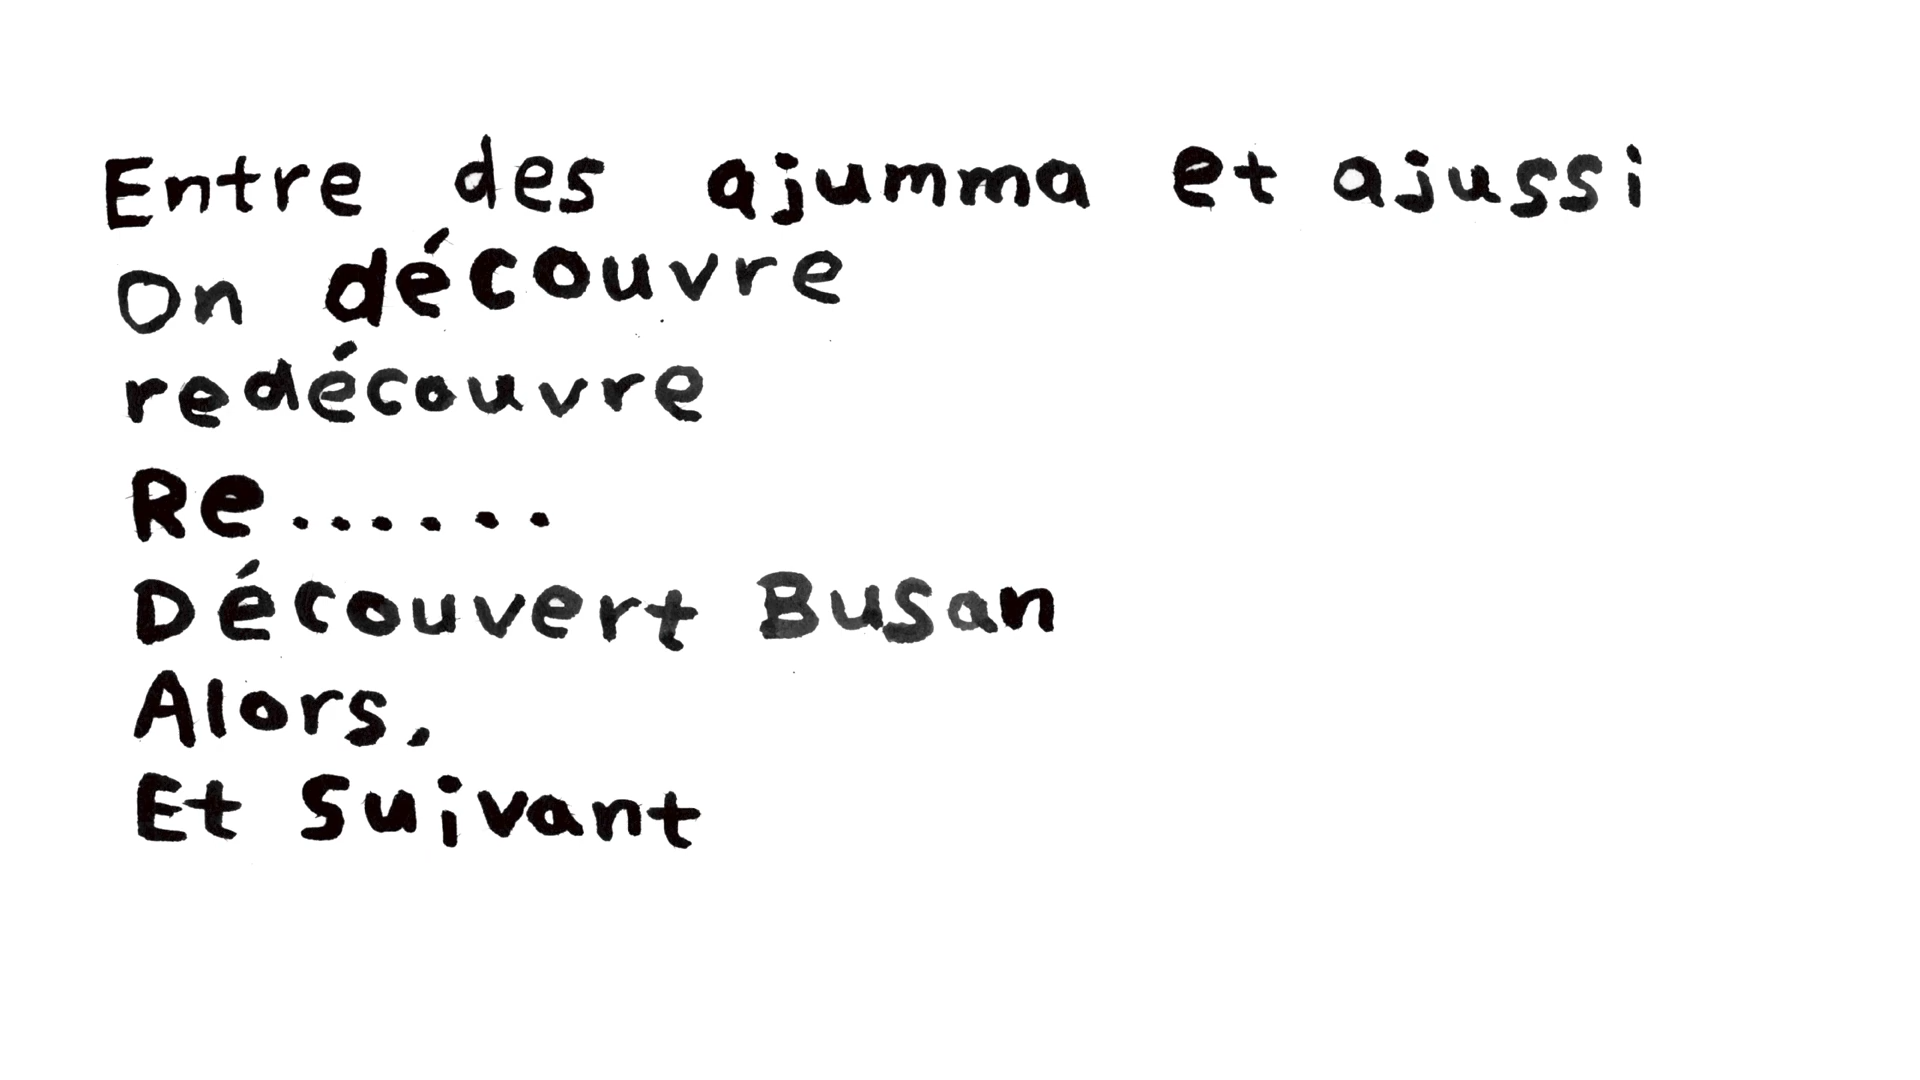 Entre des ajumma et ajussi
On découvre
redécouvre
Re......
Découvert Busan
Alors,
Et Suivant